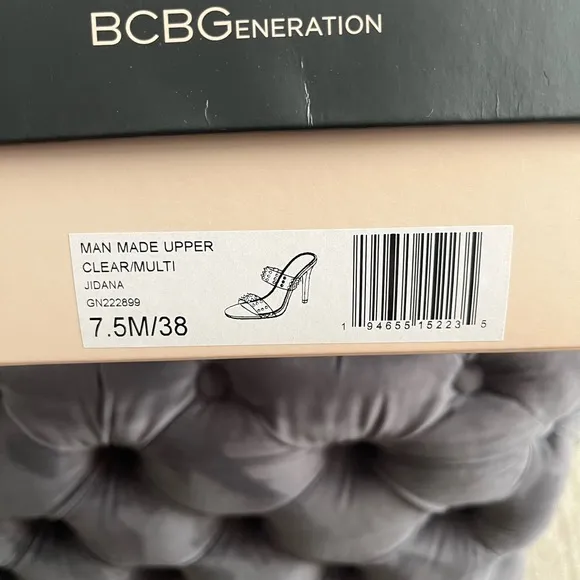 BCBGENERATION
MAN MADE UPPER
CLEAR/MULTI
JIDANA
GN222899
7.5M/38
1 94655 15223 5